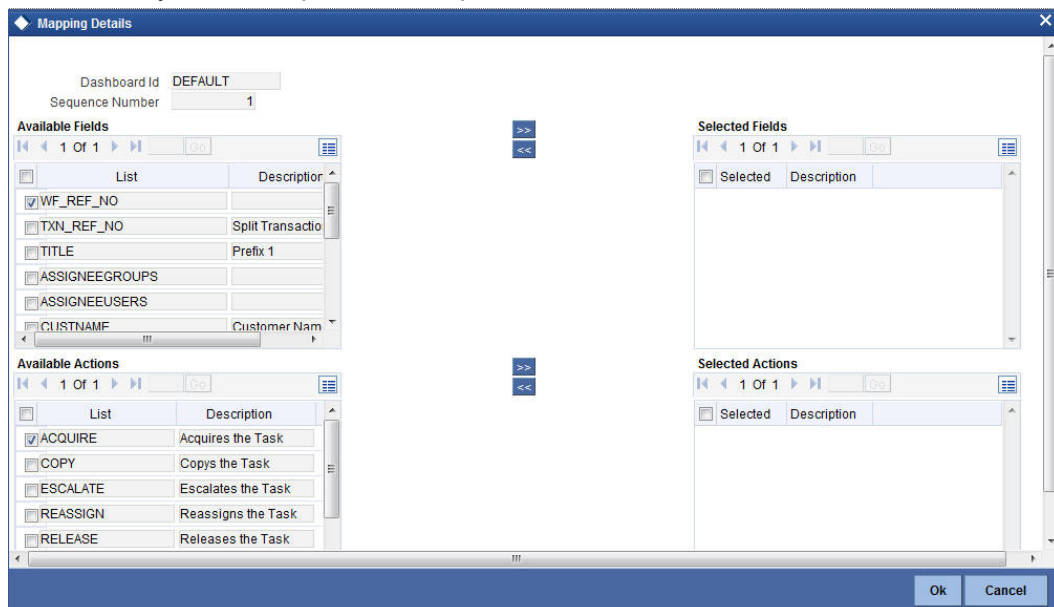 Mapping Details
Dashboard Id DEFAULT
Sequence Number 1
Available Fields
1 Of 1 Go
List Description
WF_REF_NO
TXN_REF_NO Split Transactio
TITLE Prefix 1
ASSIGNEEGROUPS
ASSIGNEEUSERS
CUSTNAME Customer Nam
>>
<<
Selected Fields
1 Of 1 Go
Selected Description
Available Actions
1 Of 1 Go
List Description
ACQUIRE Acquires the Task
COPY Copys the Task
ESCALATE Escalates the Task
REASSIGN Reassigns the Task
RELEASE Releases the Task
>>
<<
Selected Actions
1 Of 1 Go
Selected Description
Ok Cancel